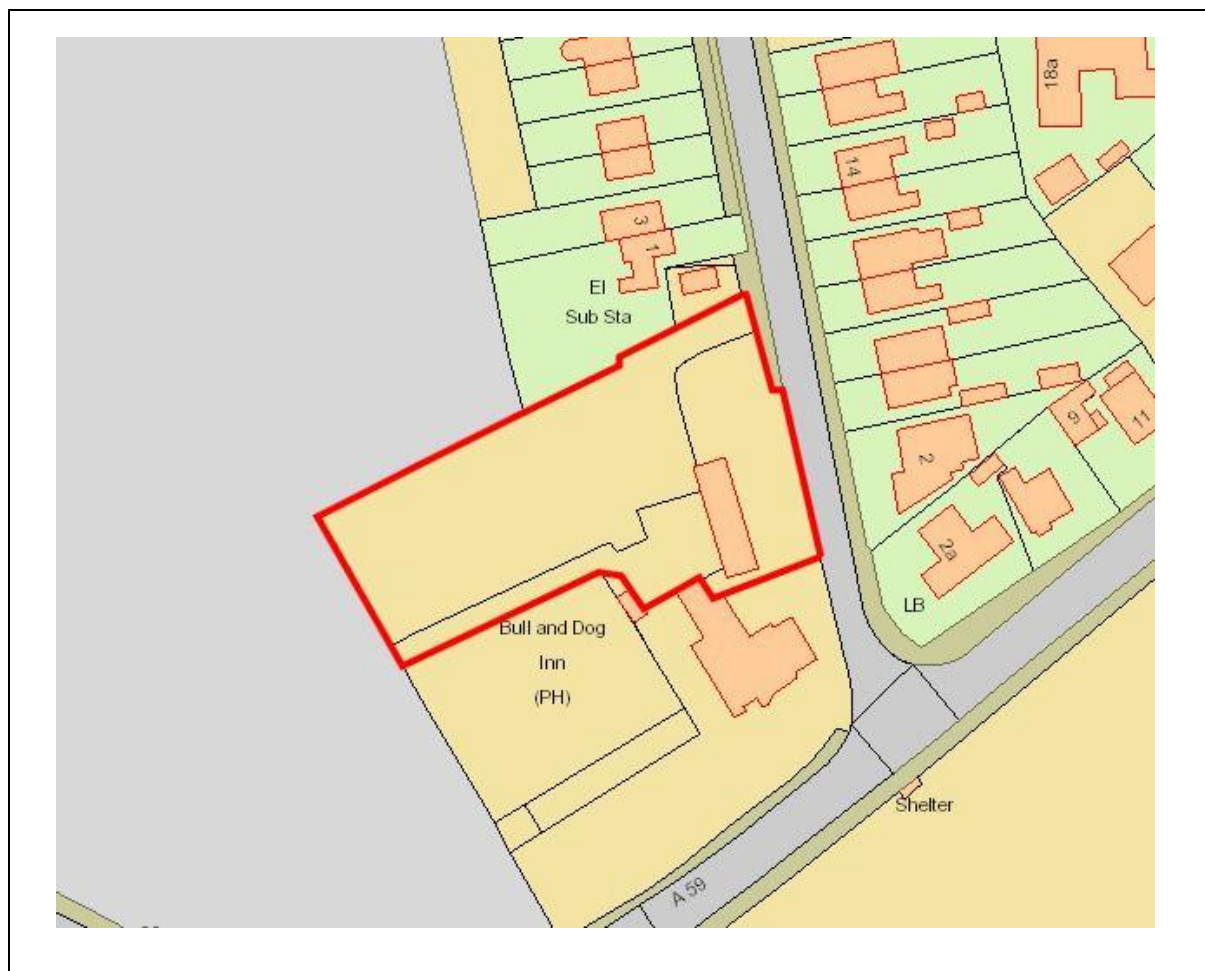 18a
14
3
1
El
Sub Sta
2
9
11
2a
LB
Bull and Dog
Inn
(PH)
Shelter
A 59